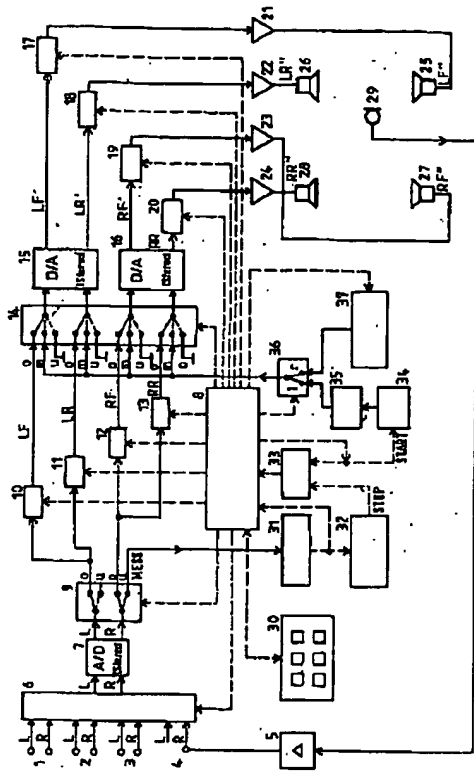 17
21
18
22
LR''
26
19
23
25
LF''
20
24
RR''
28
29
27
RF''
LF'
LR'
RF'
RR'
15
D/A
(Stereo)
16
D/A
(Stereo)
14
o
m
u
o
m
u
o
m
u
o
m
u
LF
LR
RF
RR
10
11
12
13
8
36
l
r
37
35
34
START
33
STEP
32
31
30
9
o
u
o
u
MESS
L
R
7
A/D
(Stereo)
L
R
6
L
R
L
R
L
R
L
R
1
2
3
4
5
Δ